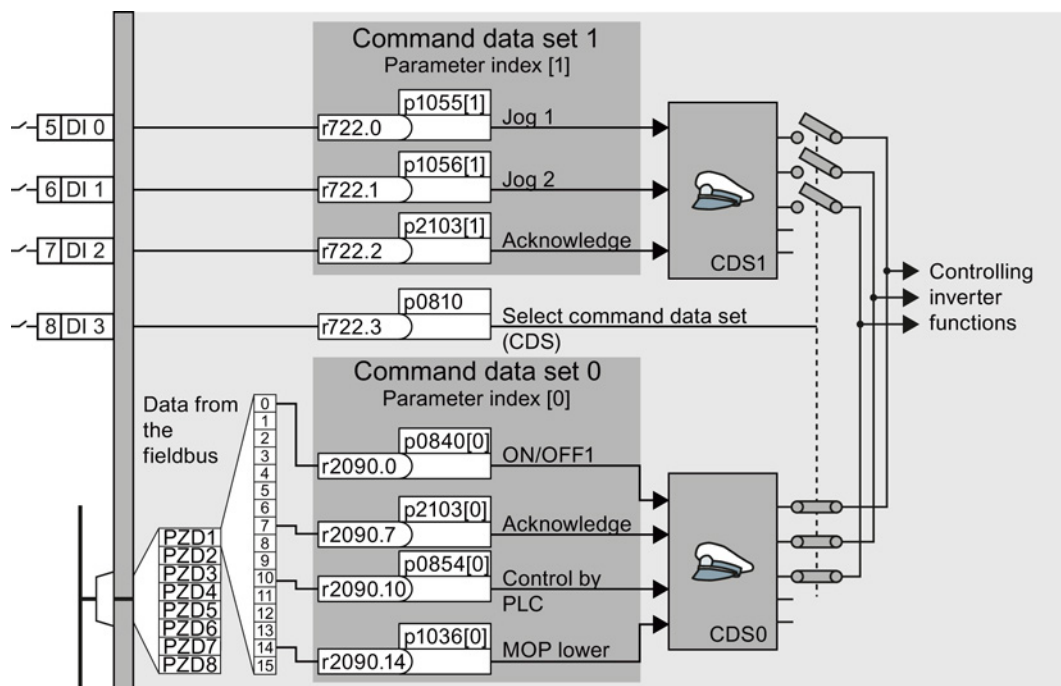 Command data set 1
Parameter index [1]
p1055[1]
5 DI 0
r722.0
Jog 1
p1056[1]
6 DI 1
r722.1
Jog 2
p2103[1]
7 DI 2
r722.2
Acknowledge
CDS1
Controlling
inverter
functions
p0810
8 DI 3
r722.3
Select command data set
(CDS)
Command data set 0
Parameter index [0]
Data from
the
fieldbus
0
1
2
3
4
5
6
7
8
9
10
11
12
13
14
15
PZD1
PZD2
PZD3
PZD4
PZD5
PZD6
PZD7
PZD8
p0840[0]
r2090.0
ON/OFF1
p2103[0]
r2090.7
Acknowledge
p0854[0]
r2090.10
Control by
PLC
p1036[0]
r2090.14
MOP lower
CDS0